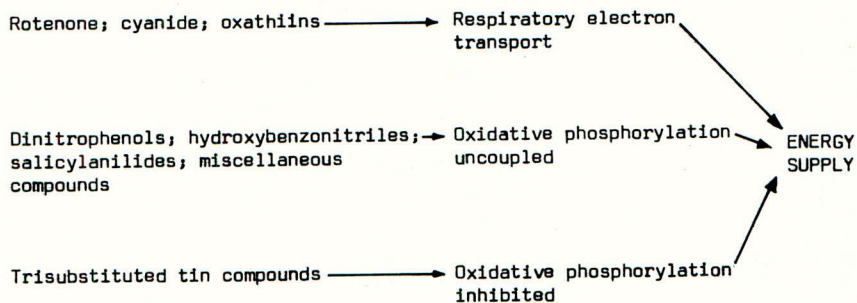 Rotenone; cyanide; oxathiins
Respiratory electron
transport
Dinitrophenols; hydroxybenzonitriles;
salicylanilides; miscellaneous
compounds
Oxidative phosphorylation
uncoupled
ENERGY
SUPPLY
Trisubstituted tin compounds
Oxidative phosphorylation
inhibited